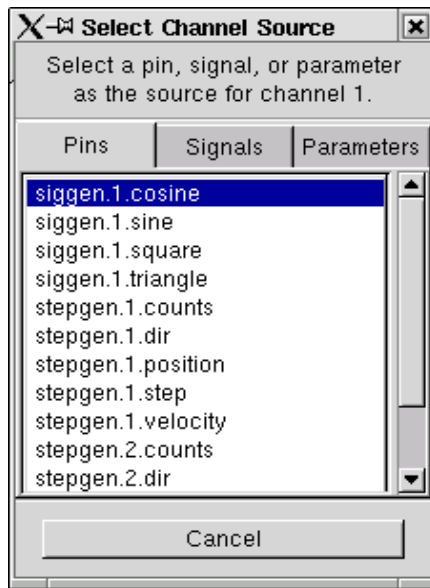 Select Channel Source
Select a pin, signal, or parameter
as the source for channel 1.
Pins Signals Parameters
siggen.1.cosine
siggen.1.sine
siggen.1.square
siggen.1.triangle
stepgen.1.counts
stepgen.1.dir
stepgen.1.position
stepgen.1.step
stepgen.1.velocity
stepgen.2.counts
stepgen.2.dir
Cancel